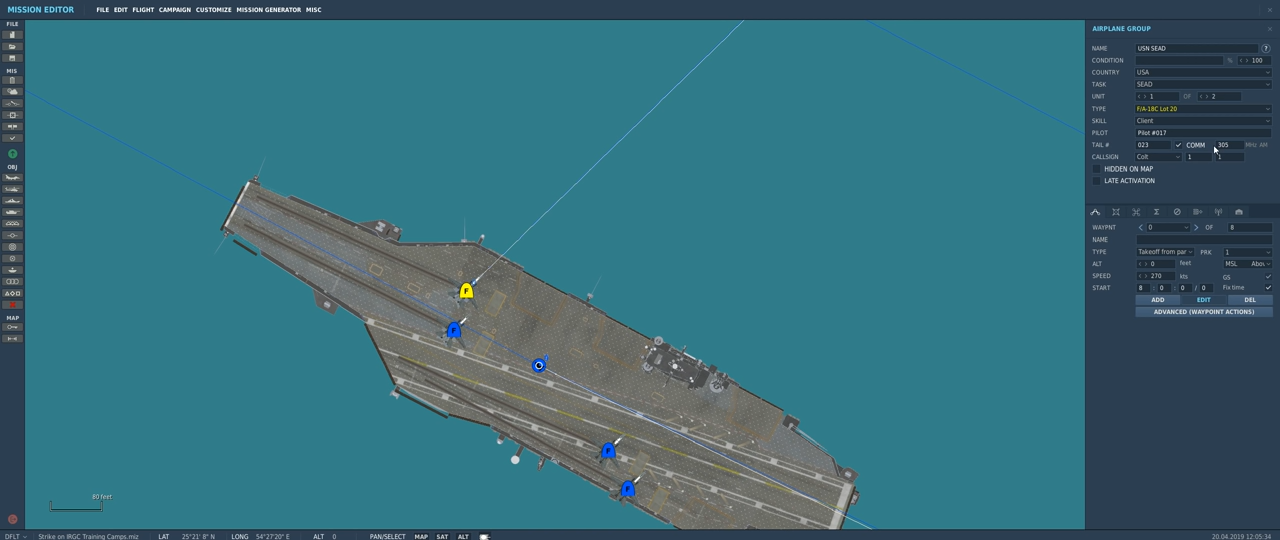 MISSION EDITOR FILE EDIT FLIGHT CAMPAIGN CUSTOMIZE MISSION GENERATOR MISC
FILE
MIS
OBJ
MAP
F
F
F
F
80 feet
AIRPLANE GROUP
NAME USN SEAD ?
CONDITION % < > 100
COUNTRY USA
TASK SEAD
UNIT < > 1 OF < > 2
TYPE F/A-18C Lot 20
SKILL Client
PILOT Pilot #017
TAIL # 023 COMM 305 MHz AM
CALLSIGN Colt 1 1
HIDDEN ON MAP
LATE ACTIVATION
WAYPNT < 0 > OF 8
NAME
TYPE Takeoff from par PRK 1
ALT < > 0 feet MSL Abov
SPEED < > 270 kts GS
START 8 : 0 : 0 / 0 Fix time
ADD EDIT DEL
ADVANCED (WAYPOINT ACTIONS)
DFLT Strike on IRGC Training Camps.miz LAT 25°21' 8" N LONG 54°27'20" E ALT 0 PAN/SELECT MAP SAT ALT 20.04.2019 12:05:34